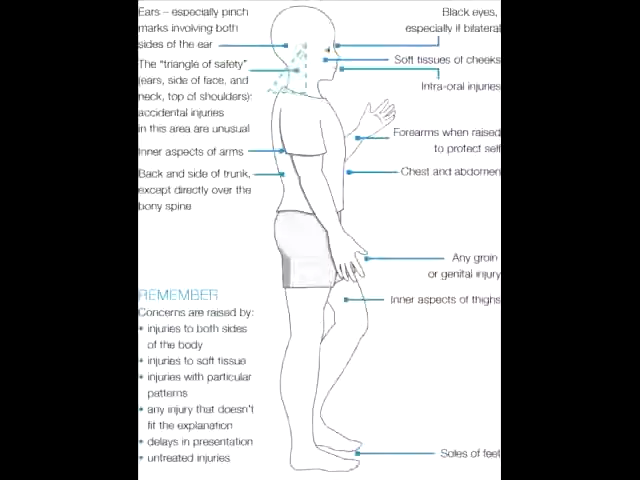 Ears – especially pinch
marks involving both
sides of the ear
The "triangle of safety"
(ears, side of face, and
neck, top of shoulders):
accidental injuries
in this area are unusual
Inner aspects of arms
Back and side of trunk,
except directly over the
bony spine
Black eyes,
especially if bilateral
Soft tissues of cheeks
Intra-oral injuries
Forearms when raised
to protect self
Chest and abdomen
Any groin
or genital injury
Inner aspects of thighs
Soles of feet
REMEMBER
Concerns are raised by:
• injuries to both sides
of the body
• injuries to soft tissue
• injuries with particular
patterns
• any injury that doesn't
fit the explanation
• delays in presentation
• untreated injuries